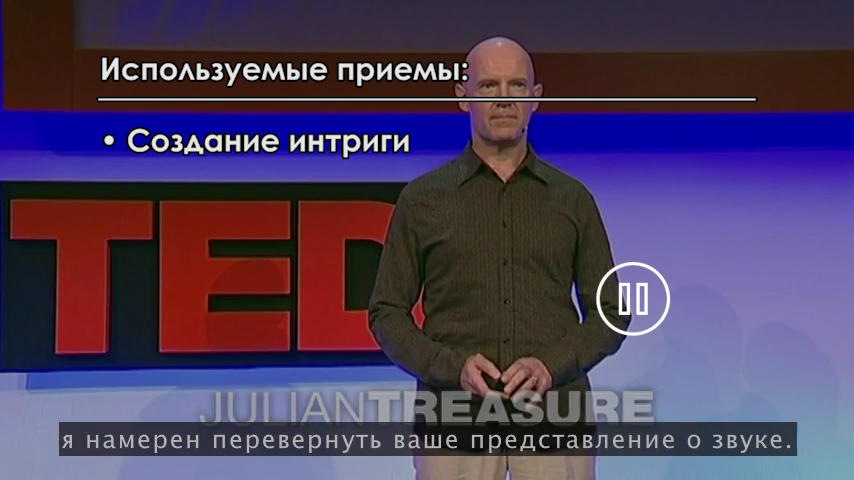 Используемые приемы:
• Создание интриги
TED
JULIANTREASURE
я намерен перевернуть ваше представление о звуке.